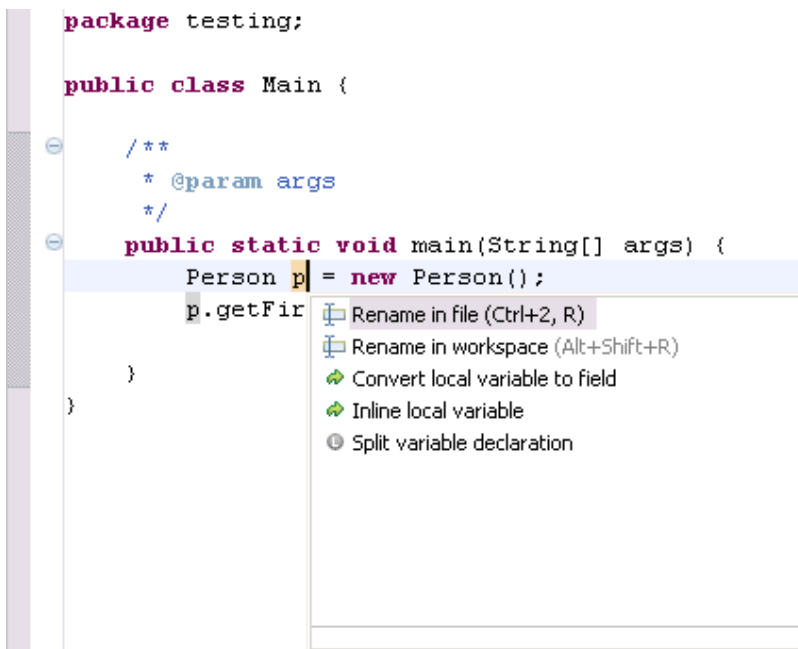 package testing;
public class Main {
/**
* @param args
*/
public static void main(String[] args) {
Person p = new Person();
p.getFir
Rename in file (Ctrl+2, R)
Rename in workspace (Alt+Shift+R)
}
Convert local variable to field
}
Inline local variable
Split variable declaration